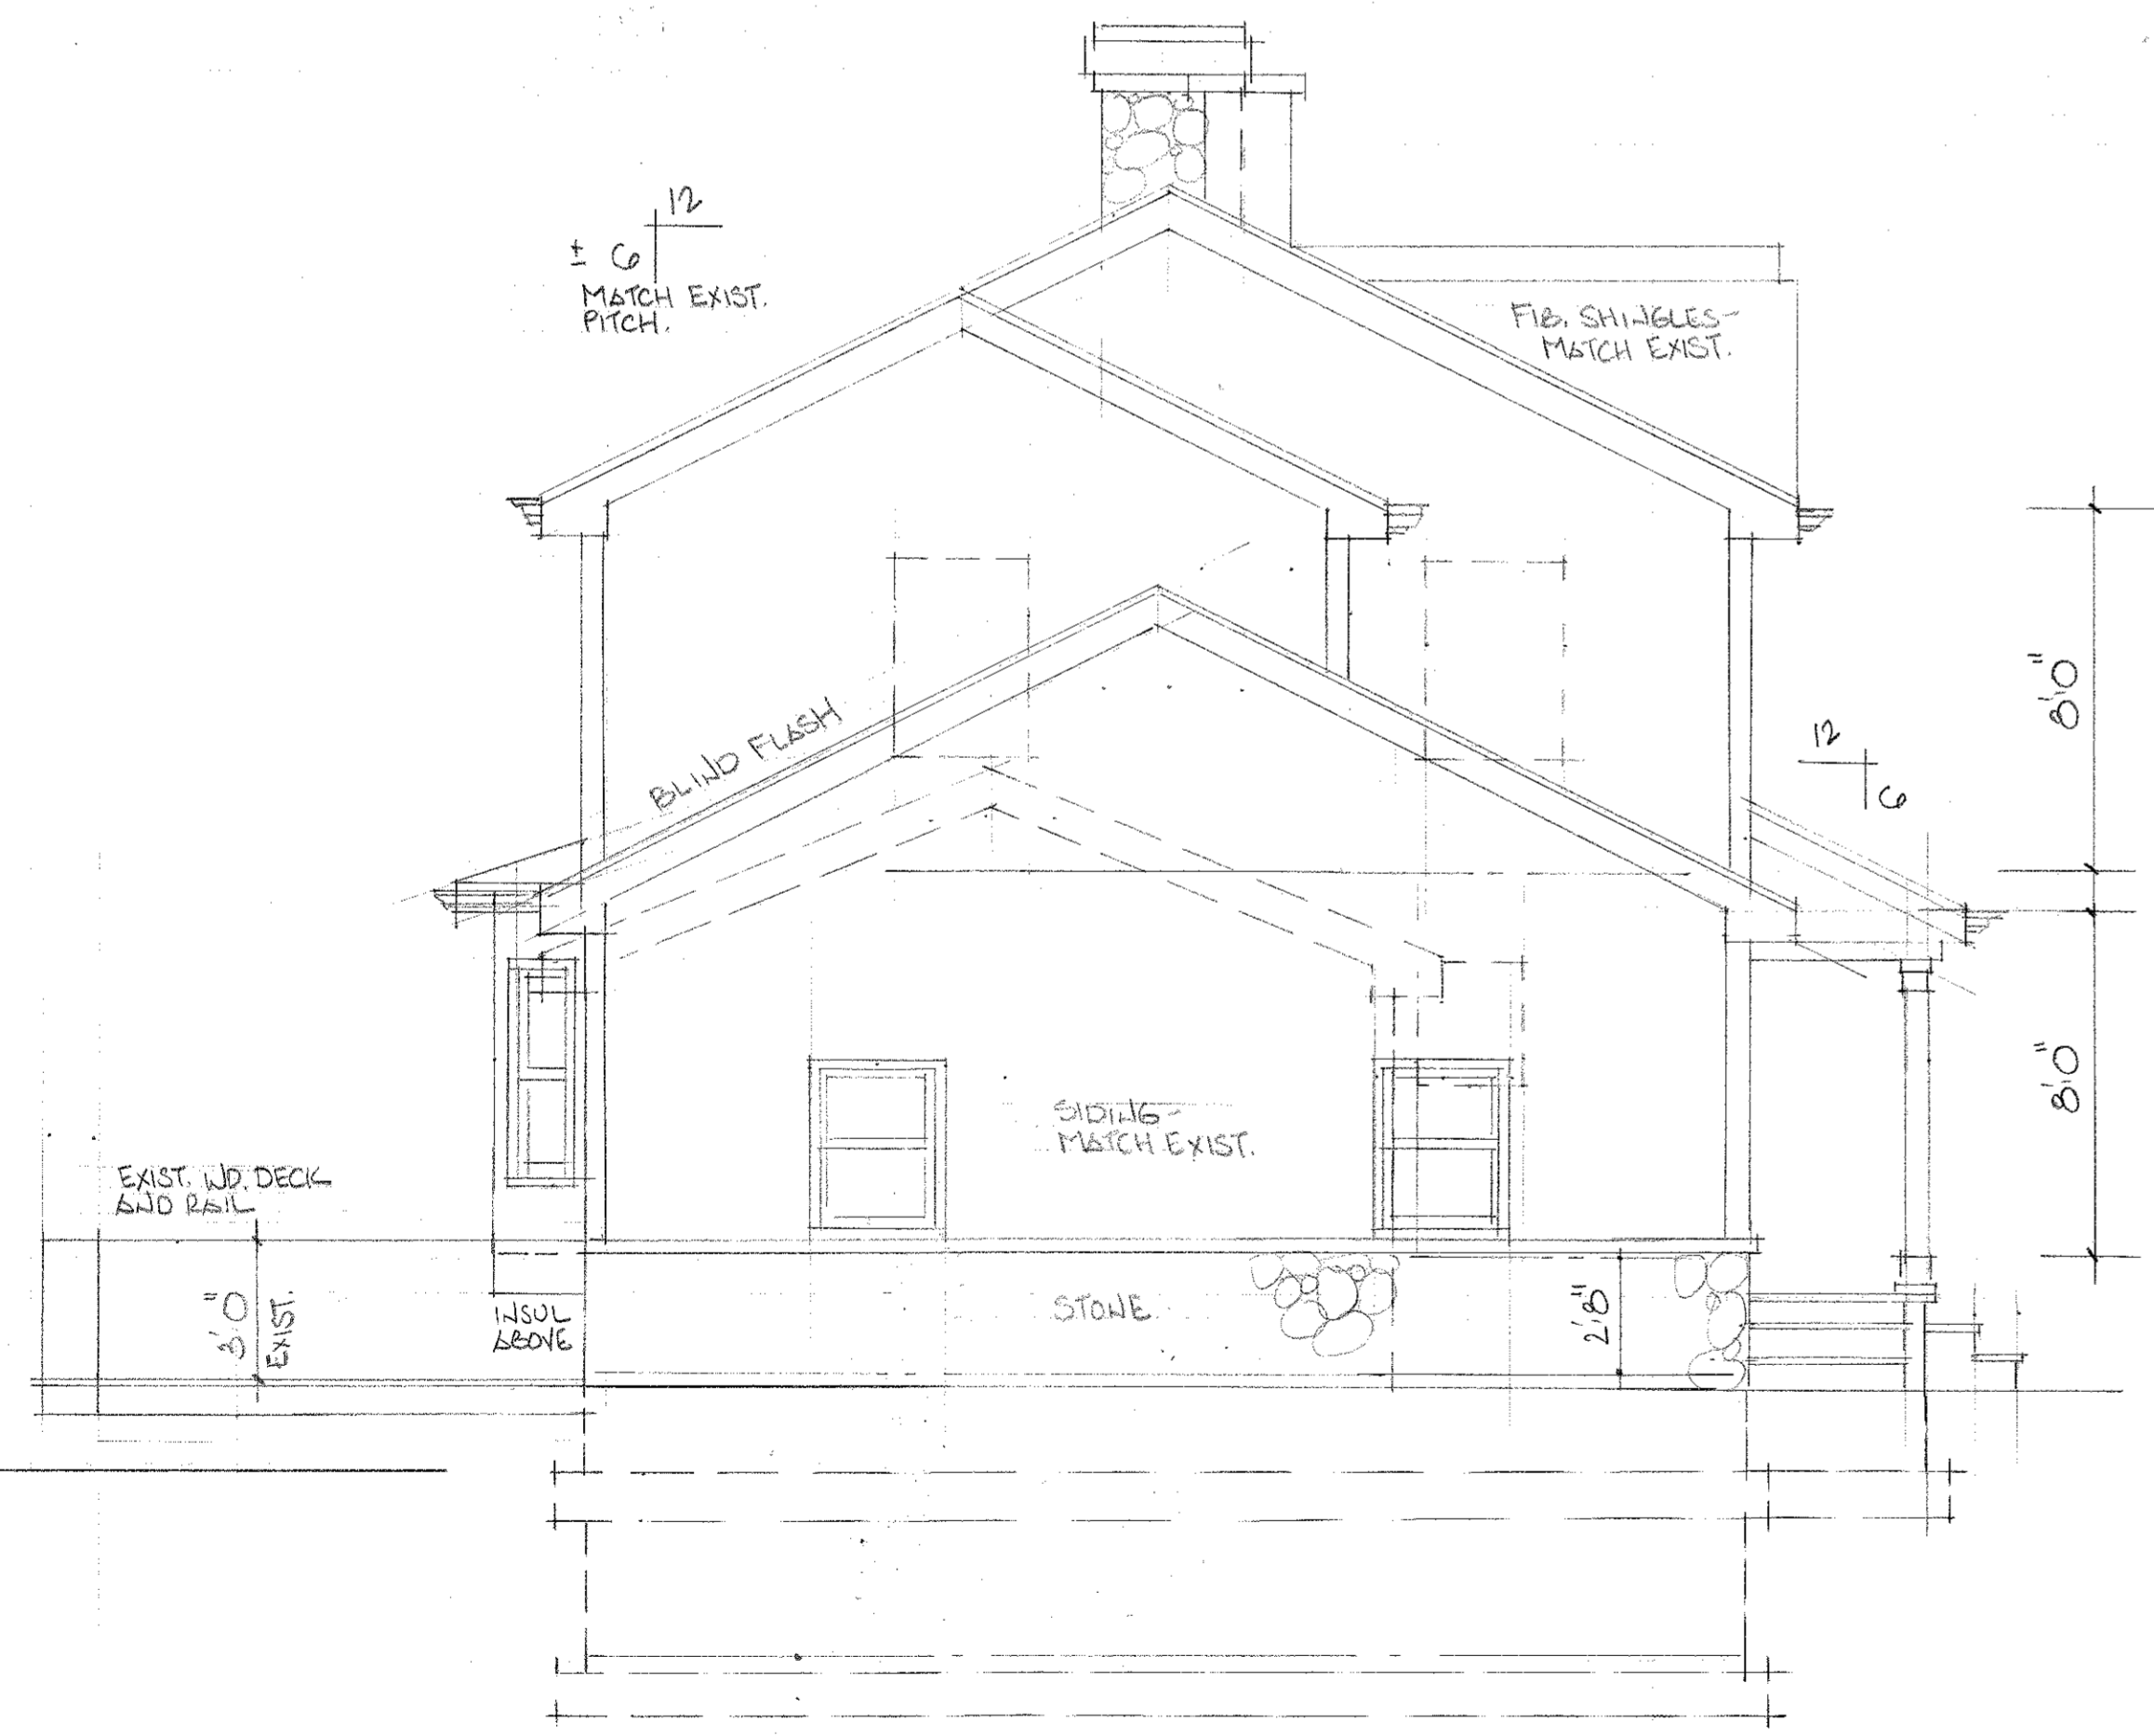 12
± 6
MATCH EXIST.
PITCH.
FIB. SHINGLES-
MATCH EXIST.
8'0"
BLIND FLASH
12
6
8'0"
SIDING-
MATCH EXIST.
EXIST. WD. DECK
AND RAIL
3'0"
EXIST.
INSUL
ABOVE
STONE
2'8"